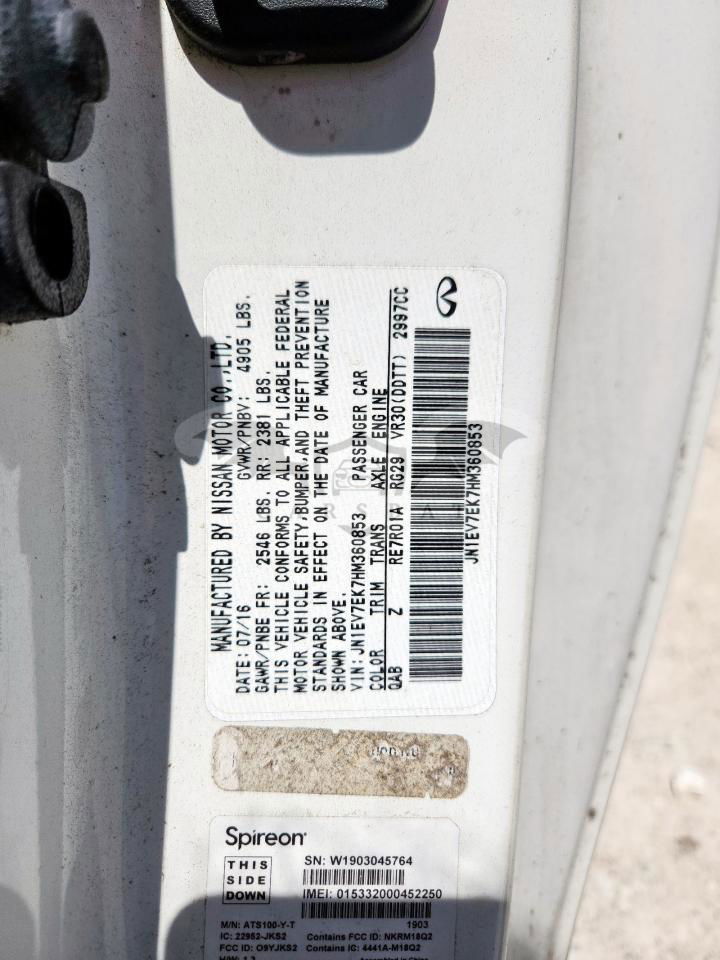 MANUFACTURED BY NISSAN MOTOR CO.,LTD.
DATE: 07/16 GVWR/PNBV: 4905 LBS.
GAWR/PNBE FR: 2546 LBS. RR: 2381 LBS.
THIS VEHICLE CONFORMS TO ALL APPLICABLE FEDERAL
MOTOR VEHICLE SAFETY,BUMPER,AND THEFT PREVENTION
STANDARDS IN EFFECT ON THE DATE OF MANUFACTURE
SHOWN ABOVE.
VIN: JN1EV7EK7HM360853 PASSENGER CAR
COLOR TRIM TRANS AXLE ENGINE
QAB Z RE7R01A RG29 VR30(DDTT) 2997CC
JN1EV7EK7HM360853
Spireon
THIS
SIDE
DOWN
SN: W1903045764
IMEI: 015332000452250
M/N: ATS100-Y-T 1903
IC: 22952-JKS2 Contains FCC ID: NKRM18Q2
FCC ID: O9YJKS2 Contains IC: 4441A-M18Q2